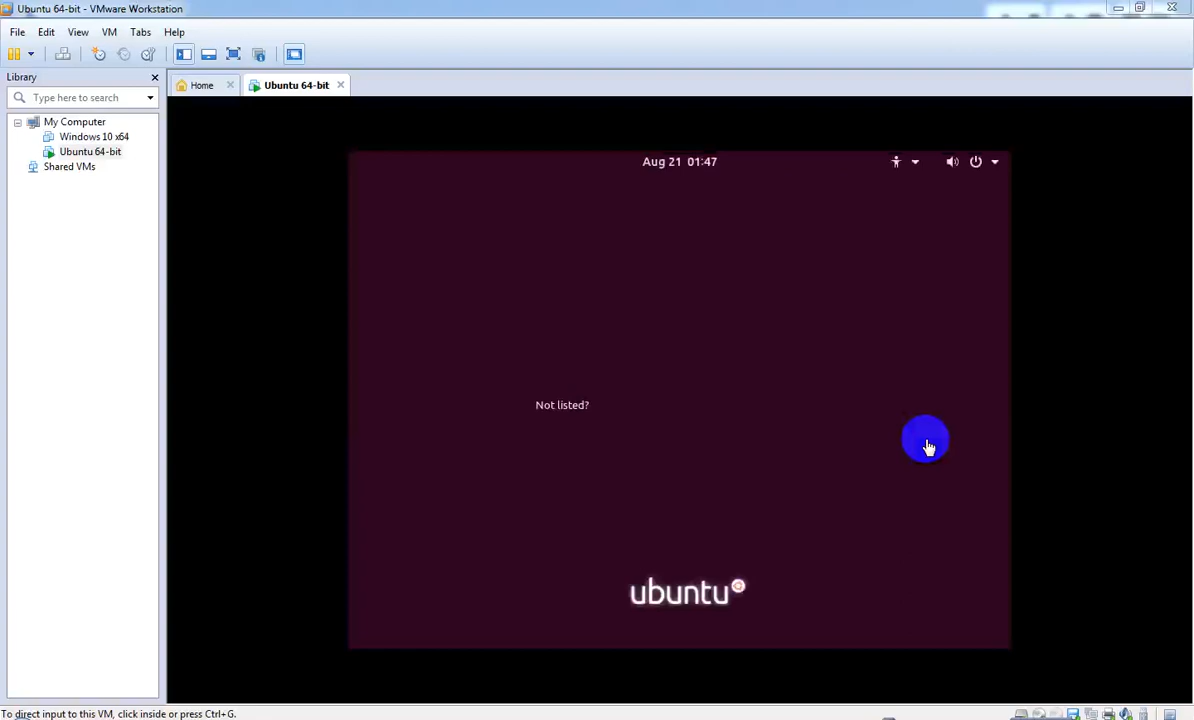 Ubuntu 64-bit - VMware Workstation
File Edit View VM Tabs Help
Library
Type here to search
My Computer
Windows 10 x64
Ubuntu 64-bit
Shared VMs
Home
Ubuntu 64-bit
Aug 21 01:47
Not listed?
ubuntu
To direct input to this VM, click inside or press Ctrl+G.